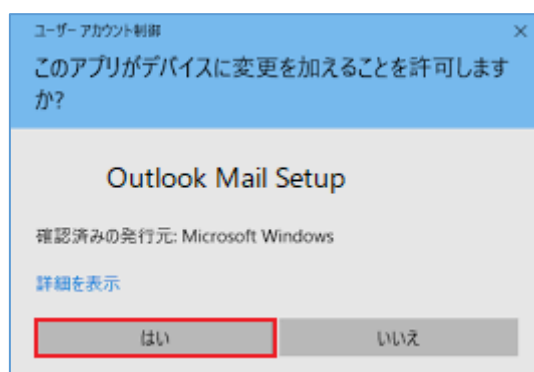 ユーザー アカウント制御
このアプリがデバイスに変更を加えることを許可します
か?
Outlook Mail Setup
確認済みの発行元: Microsoft Windows
詳細を表示
はい
いいえ